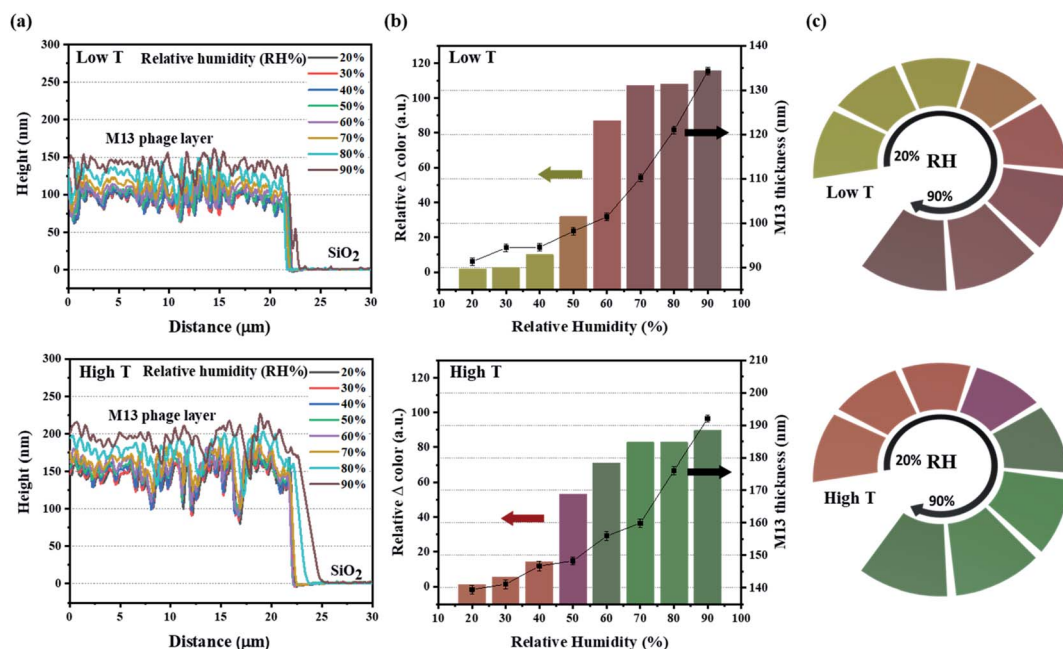 (a)
300
250
200
150
100
50
0
Height (nm)
Low T
Relative humidity (RH%)
20%
30%
40%
50%
60%
70%
80%
90%
M13 phage layer
SiO2
0 5 10 15 20 25 30
Distance (μm)
(b)
120
100
80
60
40
20
0
Relative Δ color (a.u.)
Low T
140
130
120
110
100
90
M13 thickness (nm)
10 20 30 40 50 60 70 80 90 100
Relative Humidity (%)
(c)
20%
RH
90%
Low T
300
250
200
150
100
50
0
Height (nm)
High T
Relative humidity (RH%)
20%
30%
40%
50%
60%
70%
80%
90%
M13 phage layer
SiO2
0 5 10 15 20 25 30
Distance (μm)
120
100
80
60
40
20
0
Relative Δ color (a.u.)
High T
210
200
190
180
170
160
150
140
M13 thickness (nm)
10 20 30 40 50 60 70 80 90 100
Relative Humidity (%)
20%
RH
90%
High T